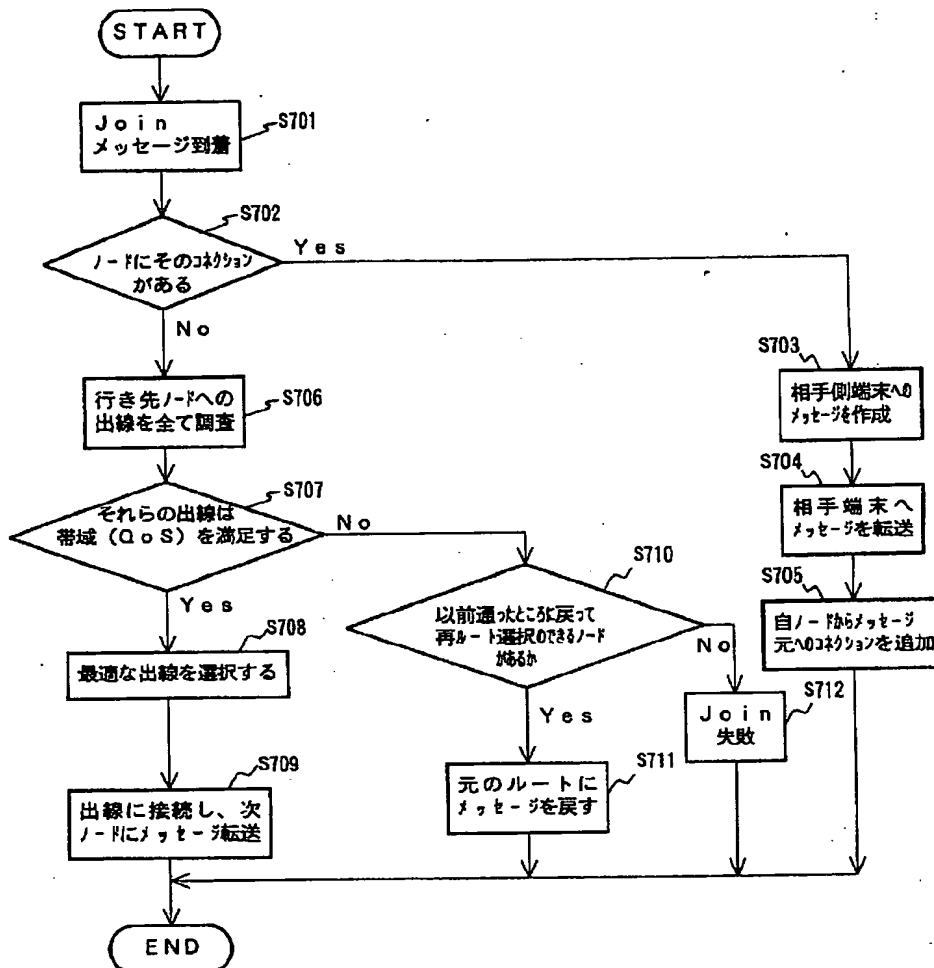 START
Join
メッセージ到着
S701
S702
ノードにそのコネクション
がある
Yes
No
S703
相手側端末への
メッセージを作成
行き先ノードへの
出線を全て調査
S706
S704
相手端末へ
メッセージを転送
S707
それらの出線は
帯域(QoS)を満足する
No
Yes
S705
自ノードからメッセージ
元へのコネクションを追加
S710
以前通ったところに戻って
再ルート選択のできるノード
があるか
No
Yes
S708
最適な出線を選択する
S712
Join
失敗
S711
元のルートに
メッセージを戻す
S709
出線に接続し、次
ノードにメッセージ転送
END